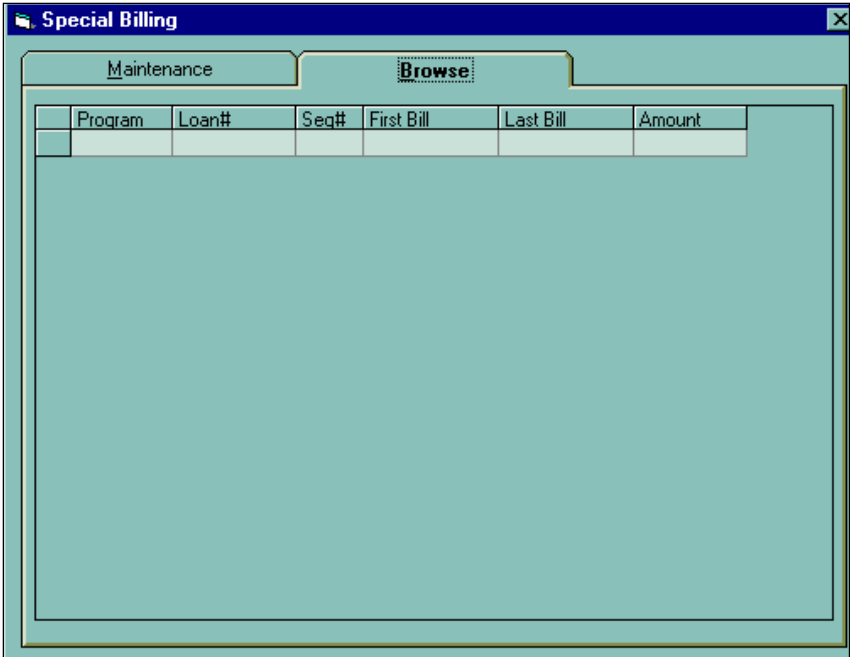 Special Billing
Maintenance Browse
Program Loan# Seq# First Bill Last Bill Amount